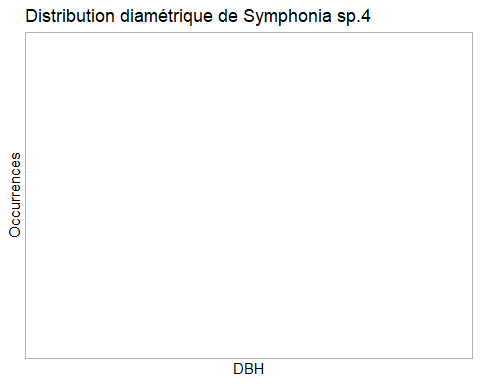 Distribution diamétrique de Symphonia sp.4
Occurrences
DBH